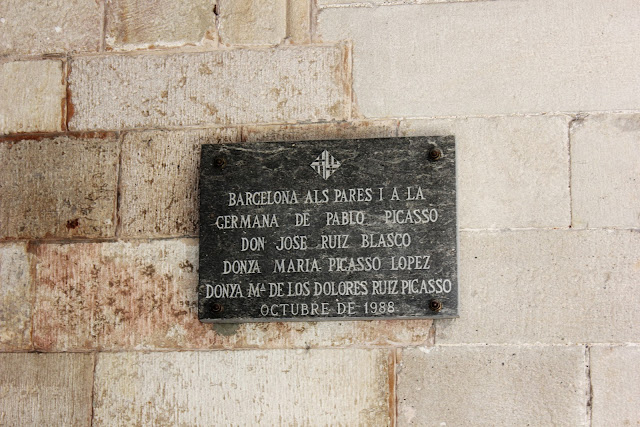 BARCELONA ALS PARES I A LA
GERMANA DE PABLO PICASSO
DON JOSE RUIZ BLASCO
DONYA MARIA PICASSO LOPEZ
DONYA Mª DE LOS DOLORES RUIZ PICASSO
OCTUBRE DE 1988